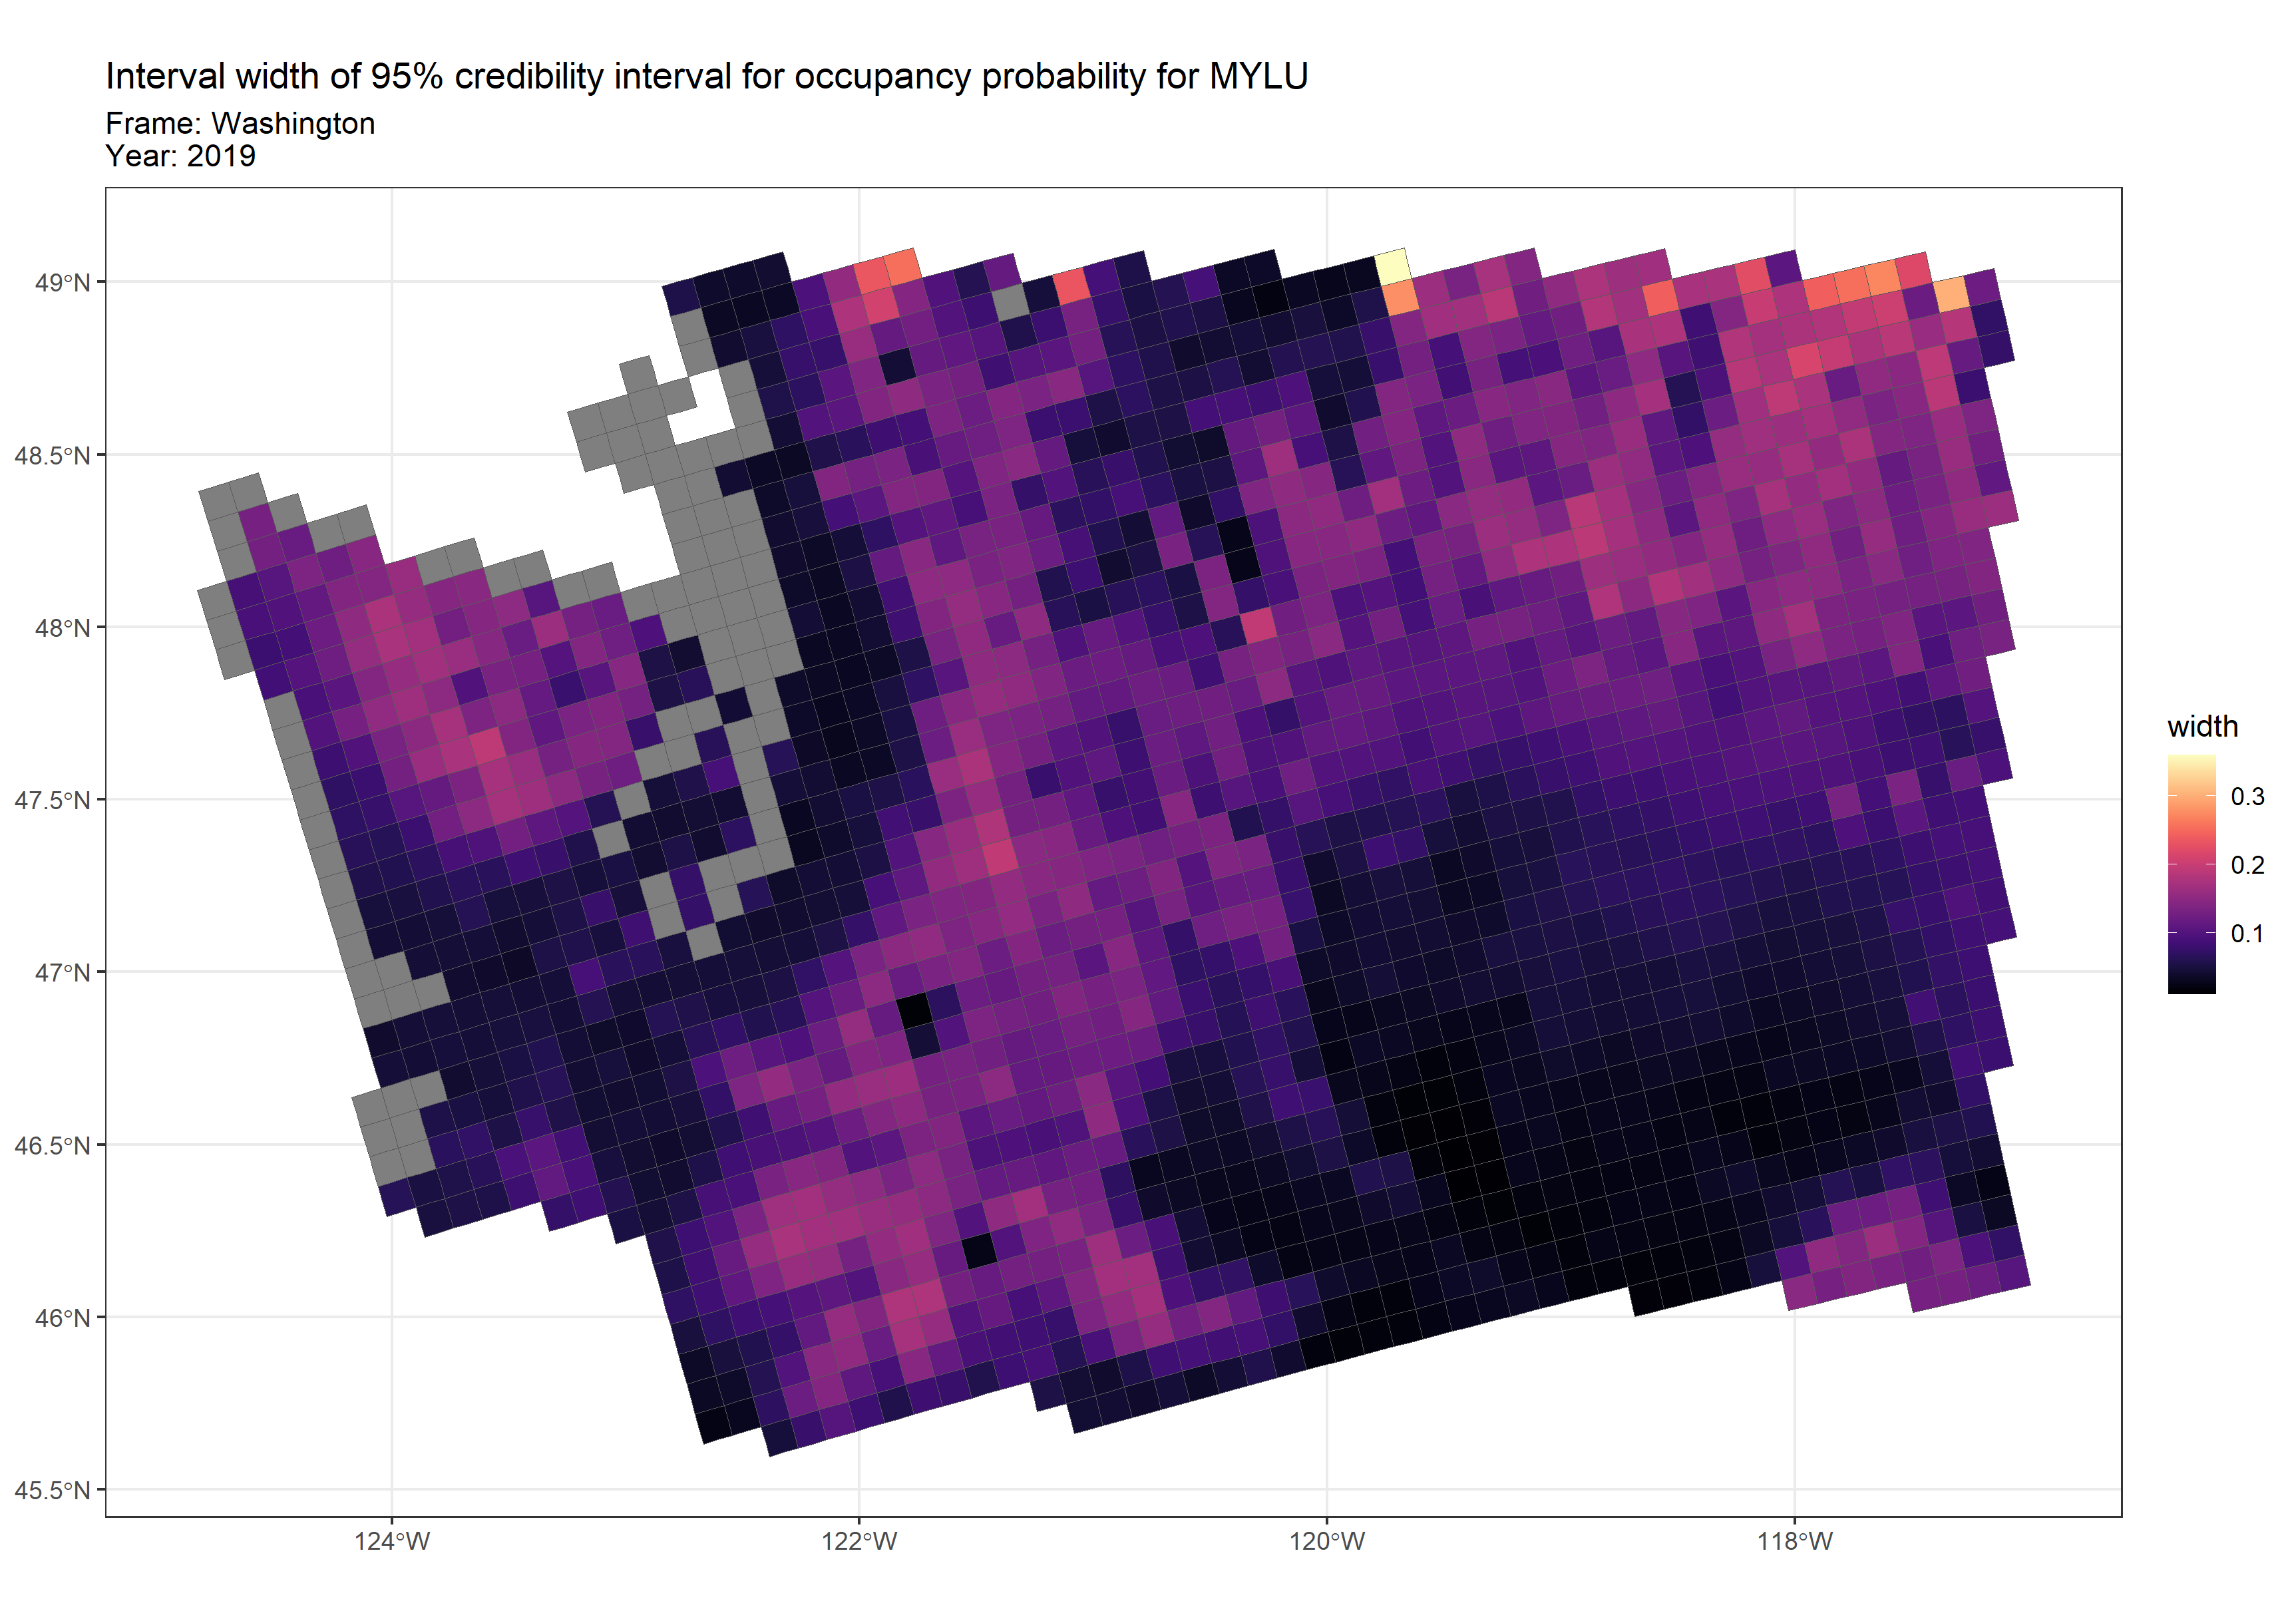 Interval width of 95% credibility interval for occupancy probability for MYLU
Frame: Washington
Year: 2019
49°N
48.5°N
48°N
47.5°N
47°N
46.5°N
46°N
45.5°N
124°W
122°W
120°W
118°W
width
0.3
0.2
0.1